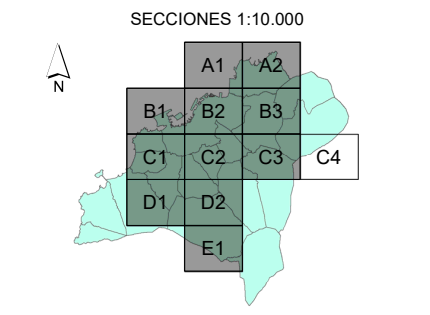 SECCIONES 1:10.000
N
A1 A2
B1 B2 B3
C1 C2 C3 C4
D1 D2
E1